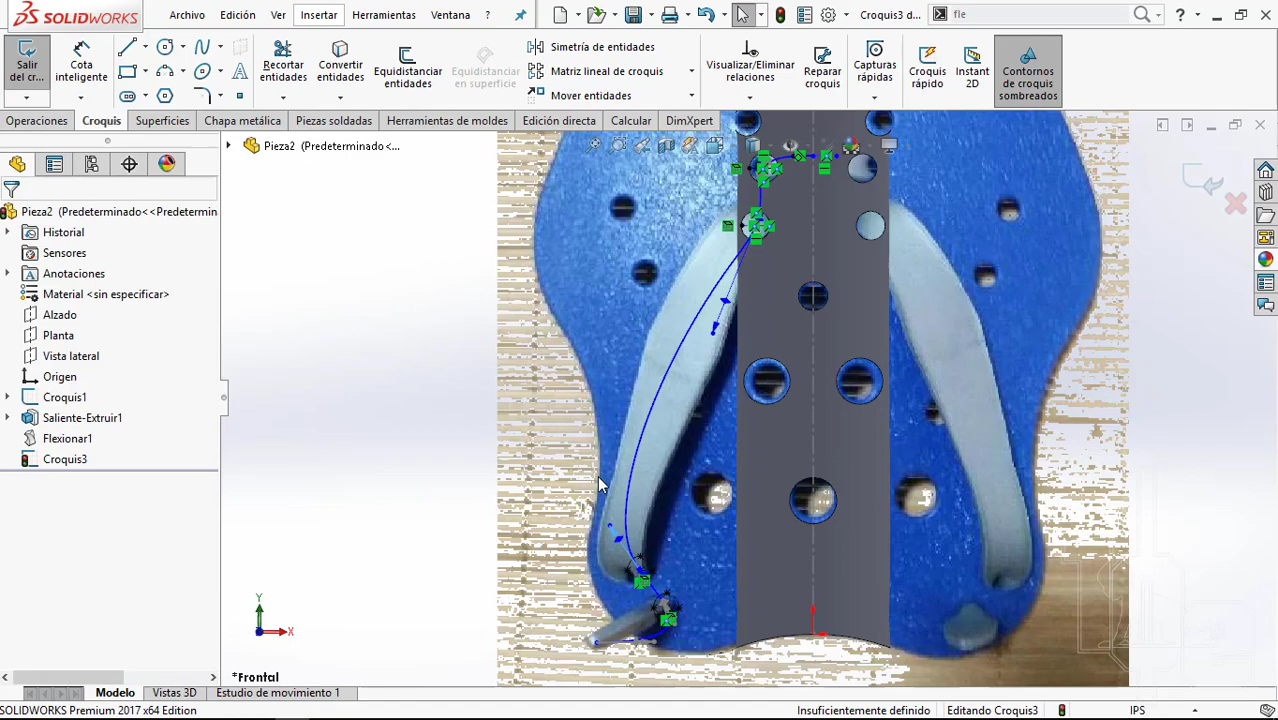 SOLIDWORKS Archivo Edición Ver Insertar Herramientas Ventana ? Croquis3 d... fle ?
Salir del cr...
Cota inteligente
Recortar entidades
Convertir entidades
Equidistanciar entidades
Equidistanciar en superficie
Simetría de entidades
Matriz lineal de croquis
Mover entidades
Visualizar/Eliminar relaciones
Reparar croquis
Capturas rápidas
Croquis rápido
Instant 2D
Contornos de croquis sombreados
Operaciones Croquis Superficies Chapa metálica Piezas soldadas Herramientas de moldes Edición directa Calcular DimXpert
Pieza2 (Predeterminado<...
Pieza2 (Predeterminado<<Predetermin
Historial
Sensores
Anotaciones
Material <sin especificar>
Alzado
Planta
Vista lateral
Origen
Croquis1
Saliente-Extruir1
Flexionar1
Croquis3
Y
X
*Frontal
Modelo Vistas 3D Estudio de movimiento 1
SOLIDWORKS Premium 2017 x64 Edition Insuficientemente definido Editando Croquis3 IPS